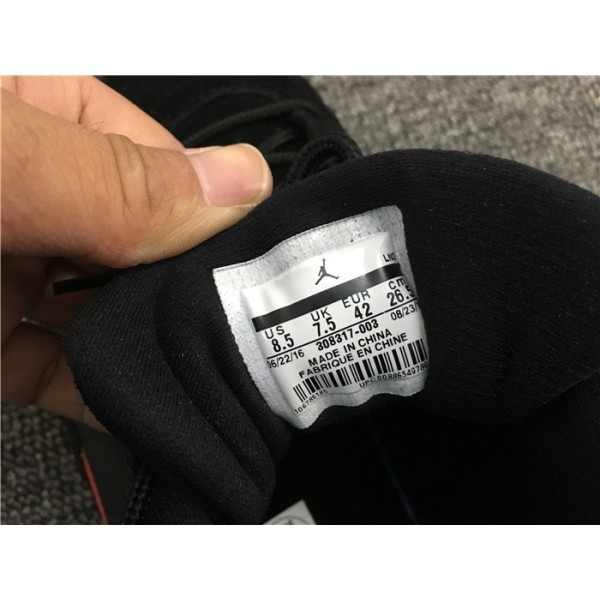 US UK EUR cm
8.5 7.5 42 26.5
06/22/16 308317-003 08/23/
MADE IN CHINA
FABRIQUE EN CHINE